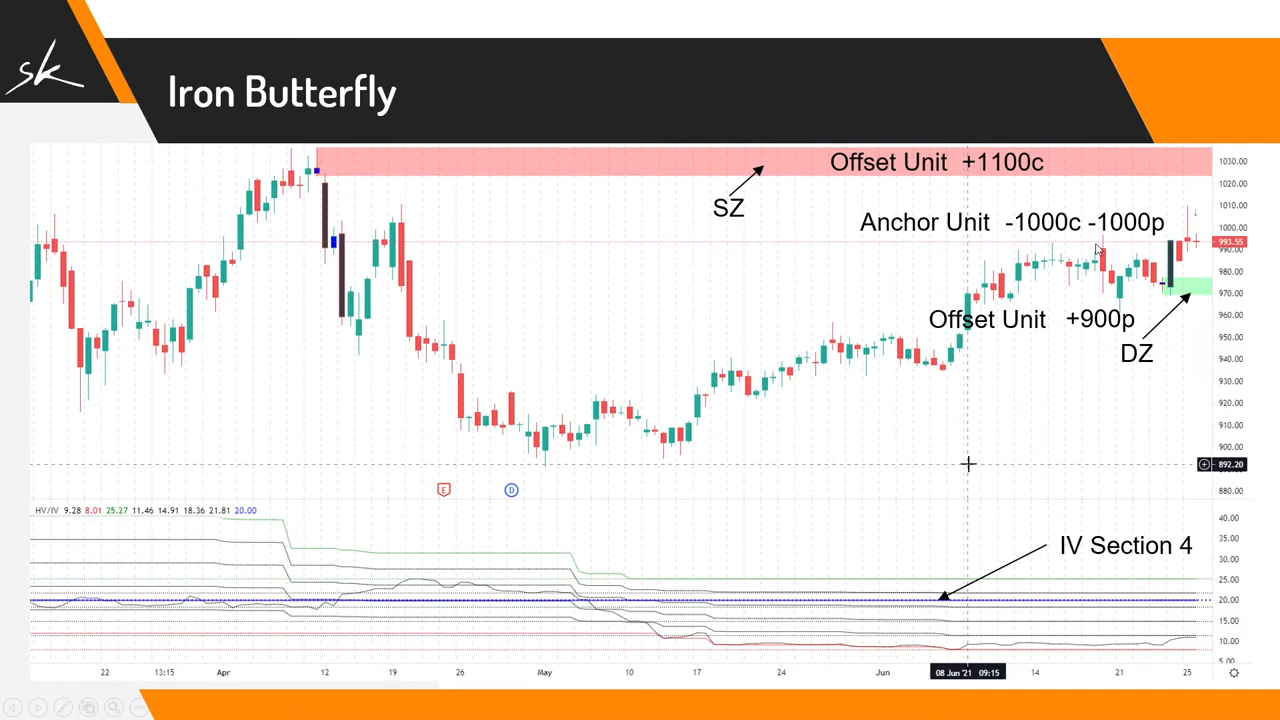 sk
Iron Butterfly
Offset Unit +1100c
SZ
Anchor Unit -1000c -1000p
Offset Unit +900p
DZ
1030.00
1020.00
1010.00
1000.00
993.55
990.00
980.00
970.00
960.00
950.00
940.00
930.00
920.00
910.00
900.00
892.20
880.00
E
D
HV/IV 9.28 8.01 25.27 11.46 14.91 18.36 21.81 20.00
IV Section 4
40.00
35.00
30.00
25.00
20.00
15.00
10.00
5.00
22 13:15 Apr 12 19 26 May 10 17 24 Jun 08 Jun '21 09:15 14 21 25